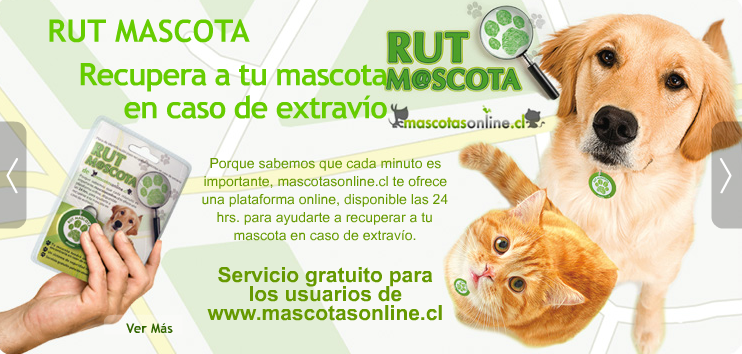 RUT MASCOTA
Recupera a tu mascota
en caso de extravío
RUT
M@SCOTA
mascotasonline.cl
RUT
M@SCOTA
Porque sabemos que cada minuto es
importante, mascotasonline.cl te ofrece
una plataforma online, disponible las 24
hrs. para ayudarte a recuperar a tu
mascota en caso de extravío.
Servicio gratuito para
los usuarios de
www.mascotasonline.cl
Ver Más